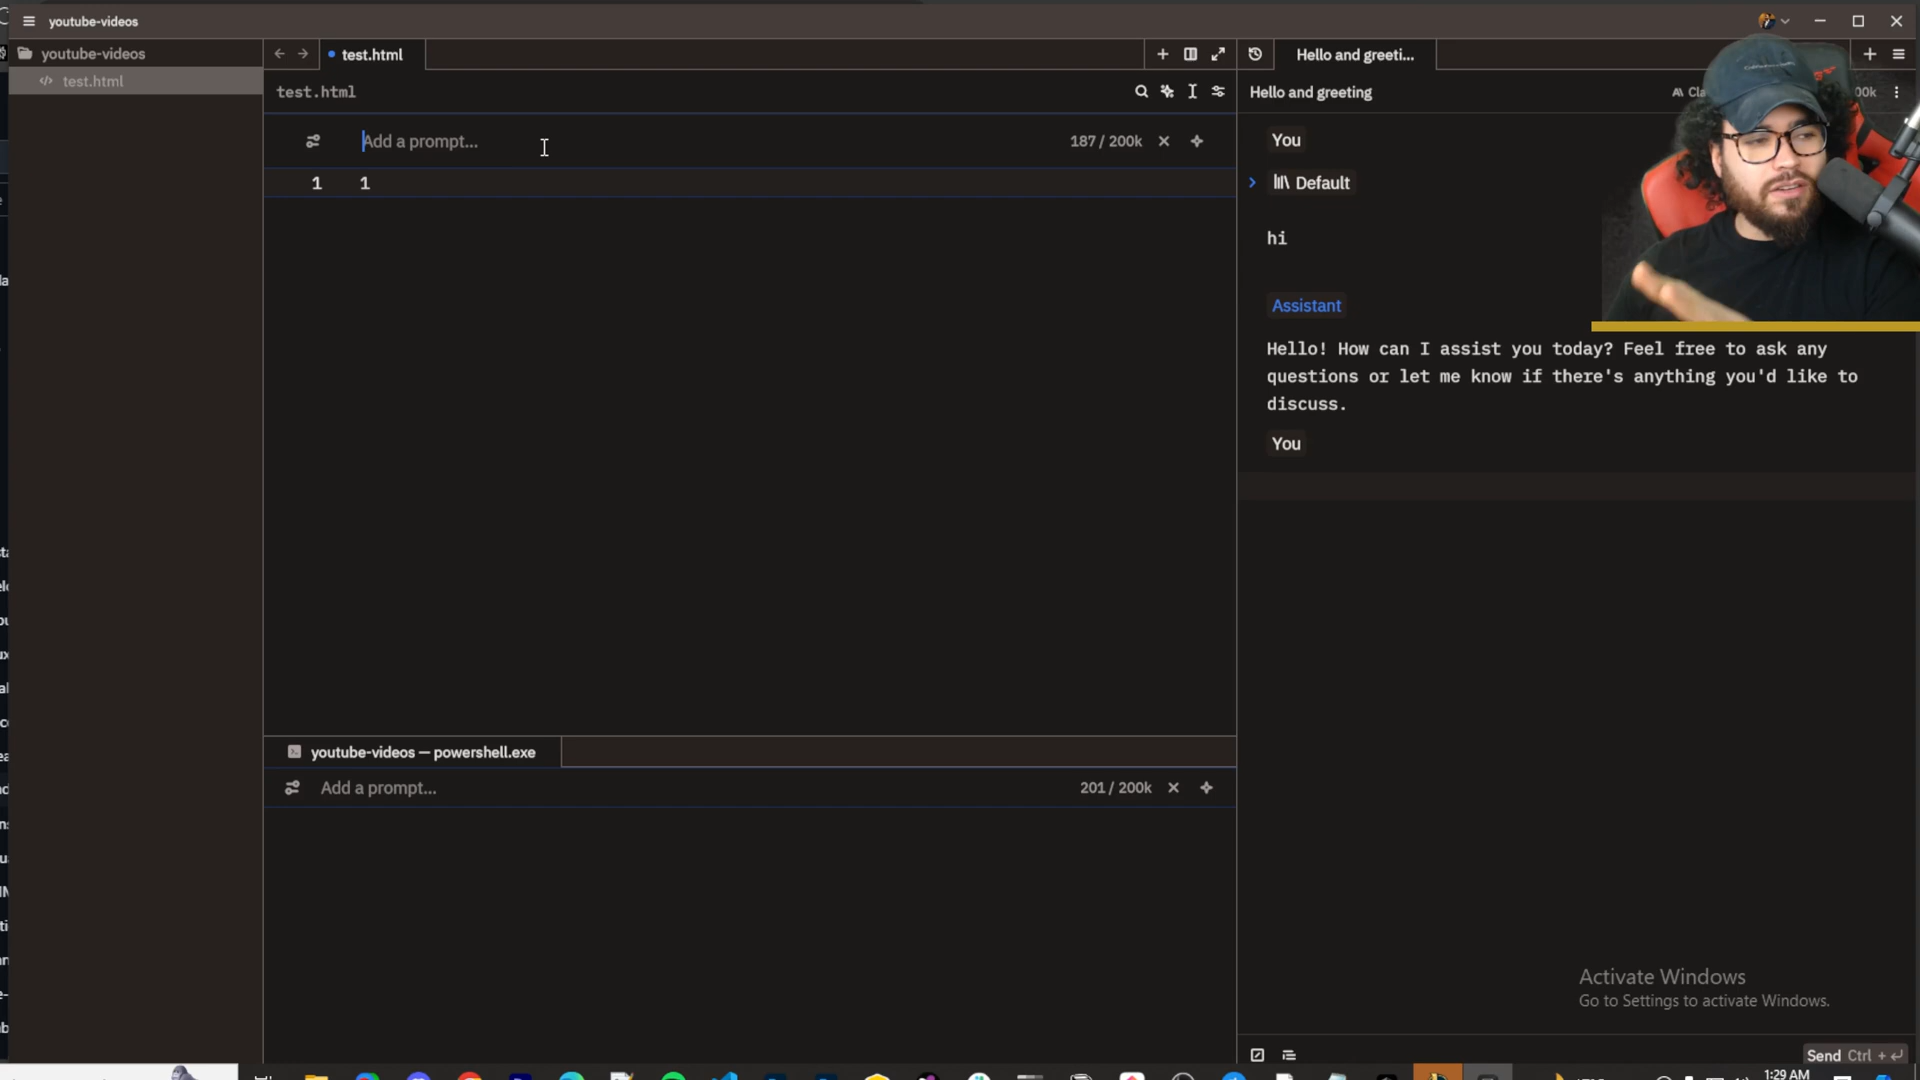 youtube-videos
youtube-videos
test.html
test.html
test.html
Add a prompt...
187 / 200k
1 1
Hello and greeti...
Hello and greeting
00k
You
Default
hi
Assistant
Hello! How can I assist you today? Feel free to ask any
questions or let me know if there's anything you'd like to
discuss.
You
youtube-videos — powershell.exe
Add a prompt...
201 / 200k
Activate Windows
Go to Settings to activate Windows.
Send Ctrl +
1:29 AM